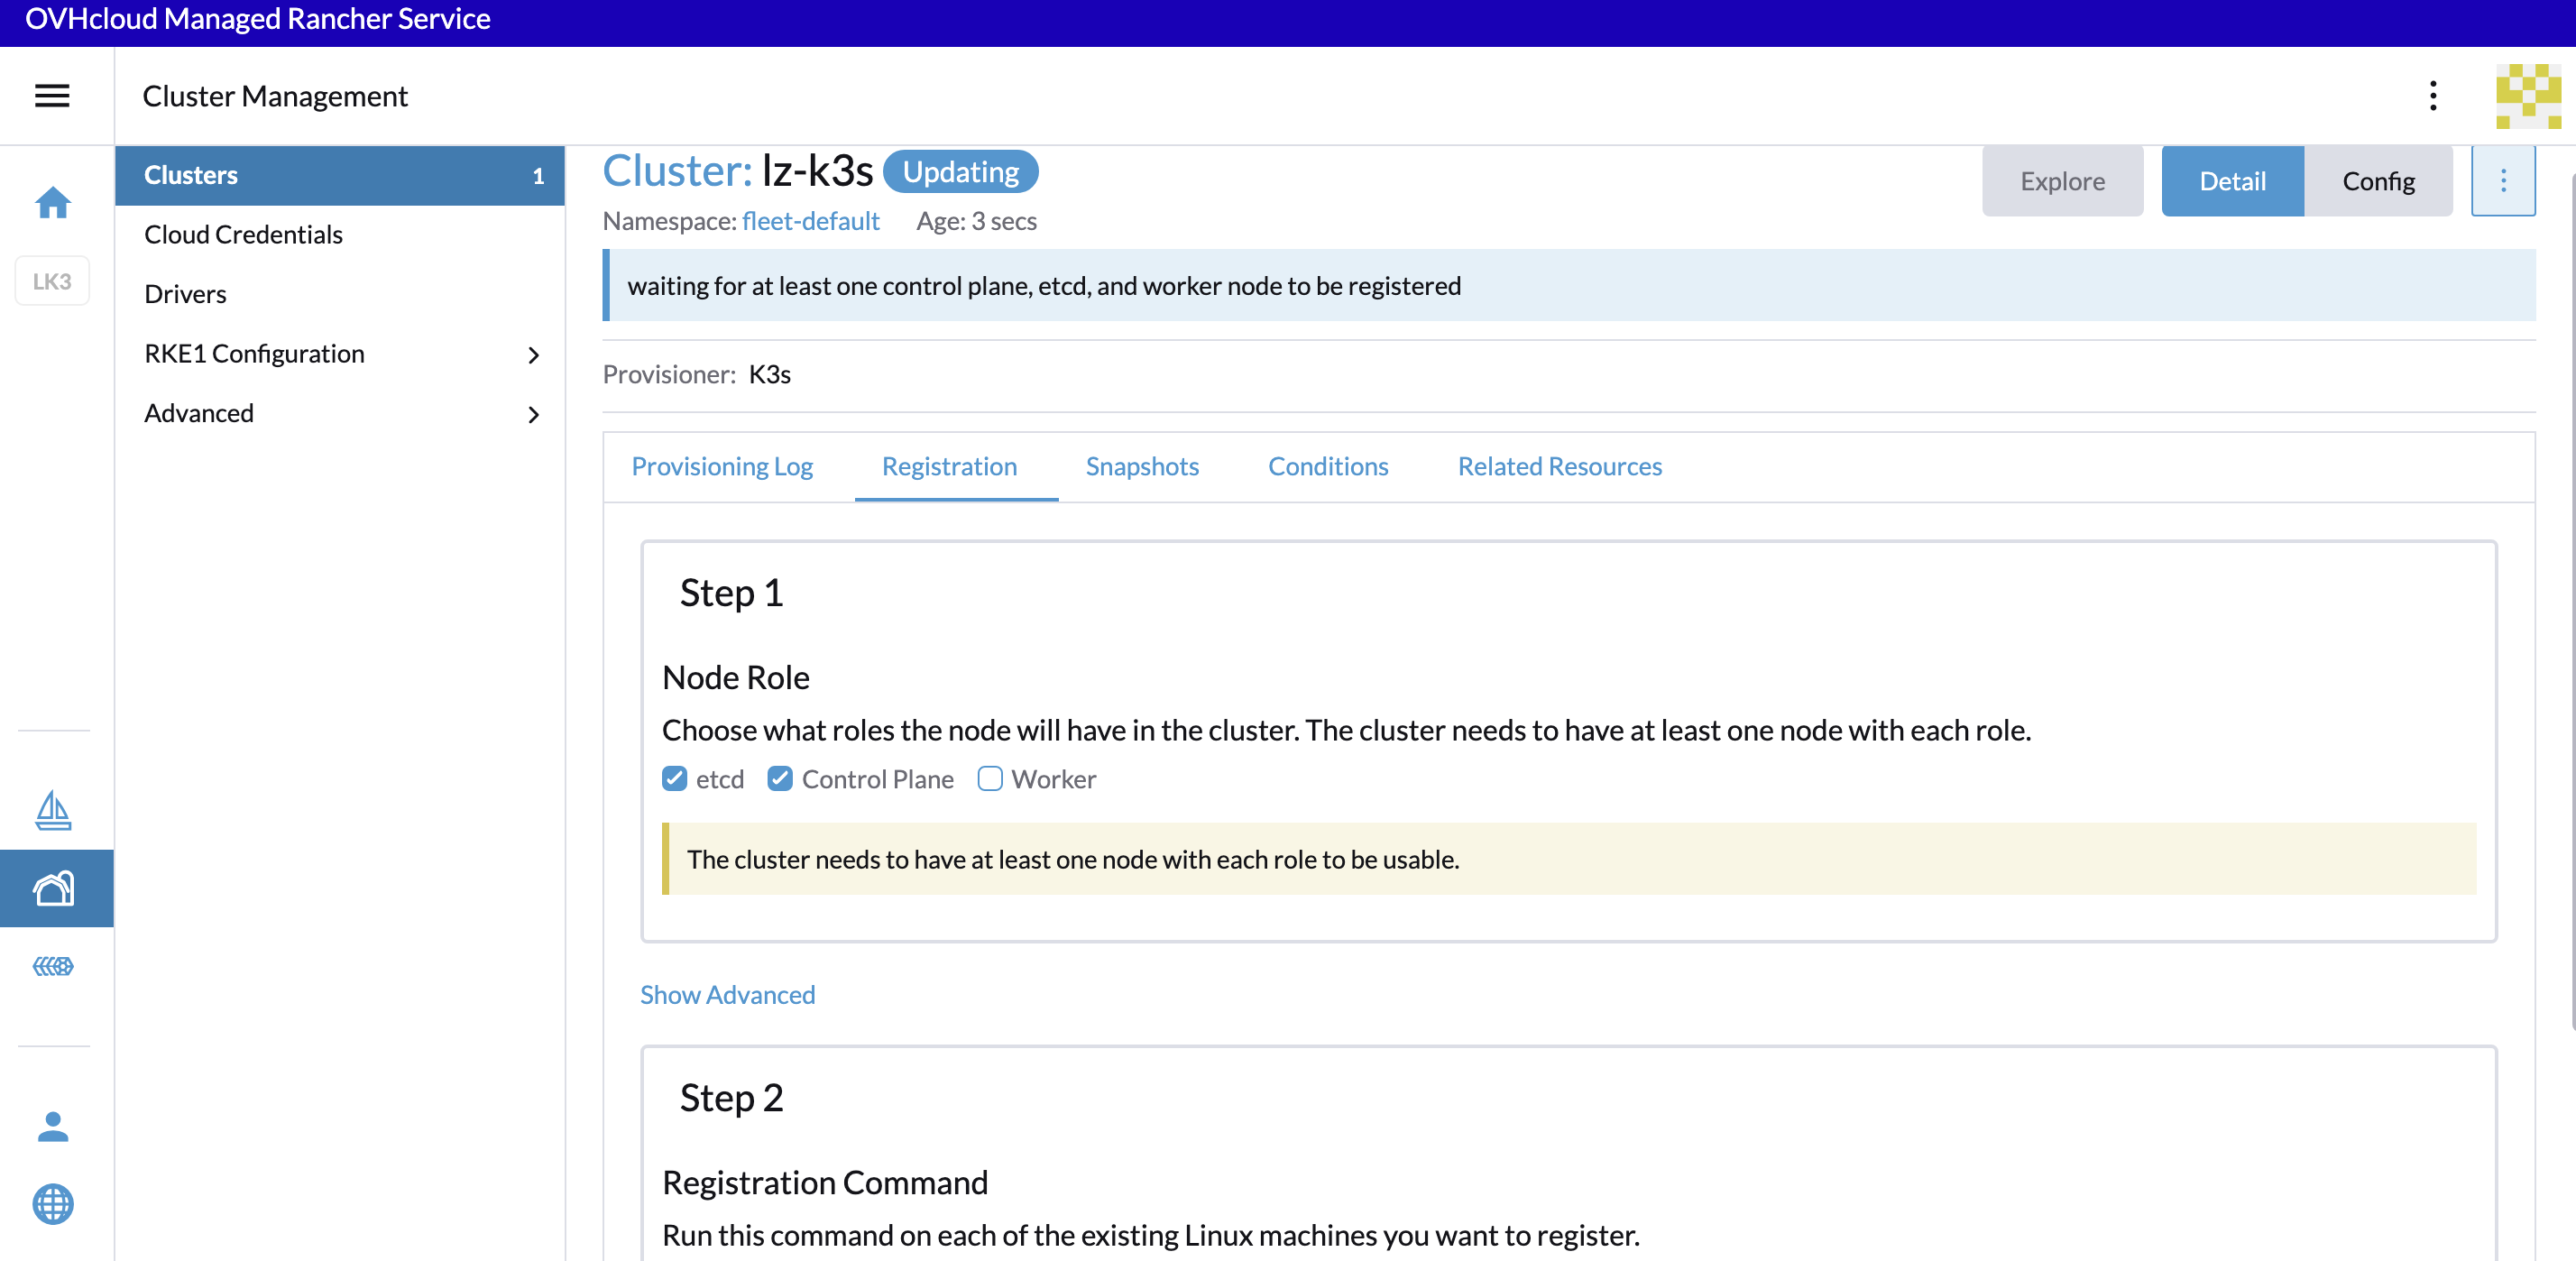 OVHcloud Managed Rancher Service
Cluster Management
LK3
Clusters 1
Cloud Credentials
Drivers
RKE1 Configuration
Advanced
Cluster: lz-k3s Updating
Namespace: fleet-default Age: 3 secs
Explore Detail Config
waiting for at least one control plane, etcd, and worker node to be registered
Provisioner: K3s
Provisioning Log Registration Snapshots Conditions Related Resources
Step 1
Node Role
Choose what roles the node will have in the cluster. The cluster needs to have at least one node with each role.
etcd Control Plane Worker
The cluster needs to have at least one node with each role to be usable.
Show Advanced
Step 2
Registration Command
Run this command on each of the existing Linux machines you want to register.